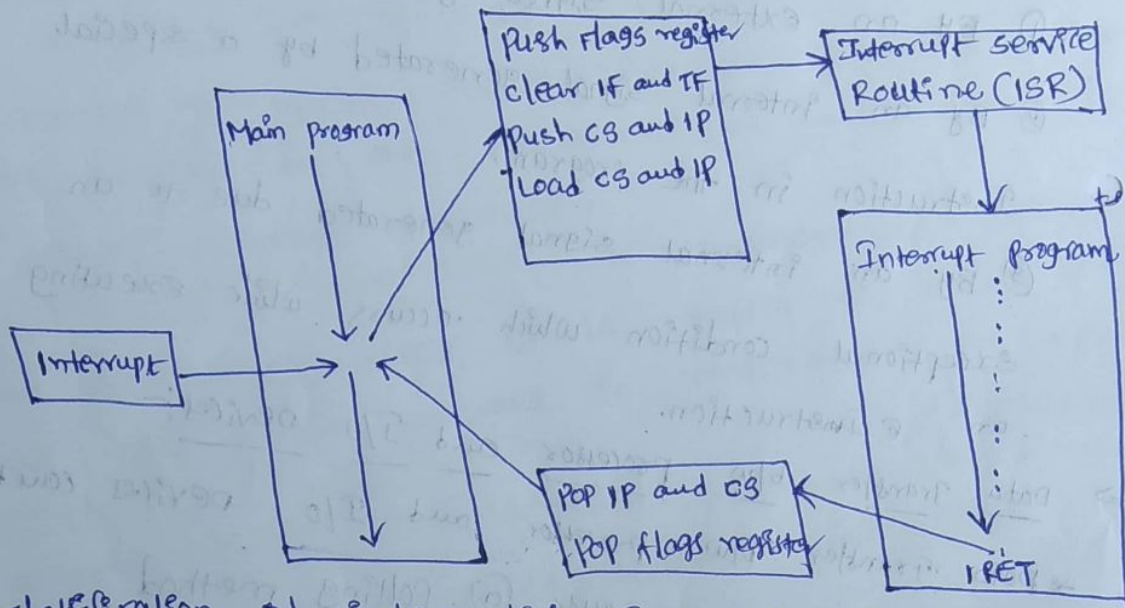 Push Flags register
Clear IF and TF
Push CS and IP
Load CS and IP
Interrupt Service
Routine (ISR)
Main program
Interrupt program
Interrupt
POP IP and CS
POP flags register
IRET